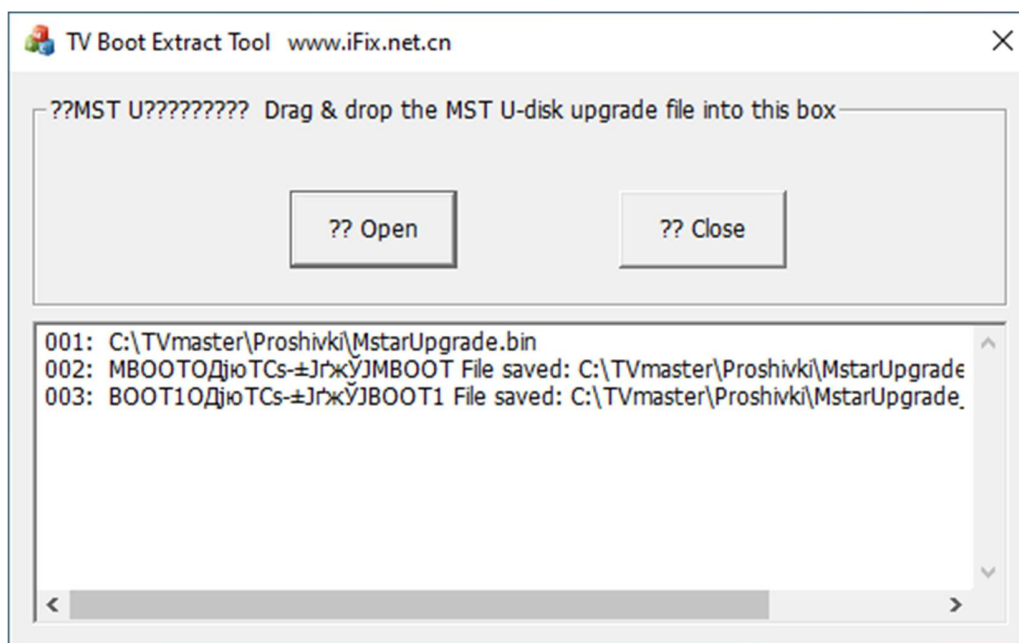 TV Boot Extract Tool www.iFix.net.cn
??MST U????????? Drag & drop the MST U-disk upgrade file into this box
?? Open
?? Close
001: C:\TVmaster\Proshivki\MstarUpgrade.bin
002: MBOOTОДјюТСs-±ЈґжЎЈMBOOT File saved: C:\TVmaster\Proshivki\MstarUpgrade
003: BOOT1ОДјюТСs-±ЈґжЎЈBOOT1 File saved: C:\TVmaster\Proshivki\MstarUpgrade_